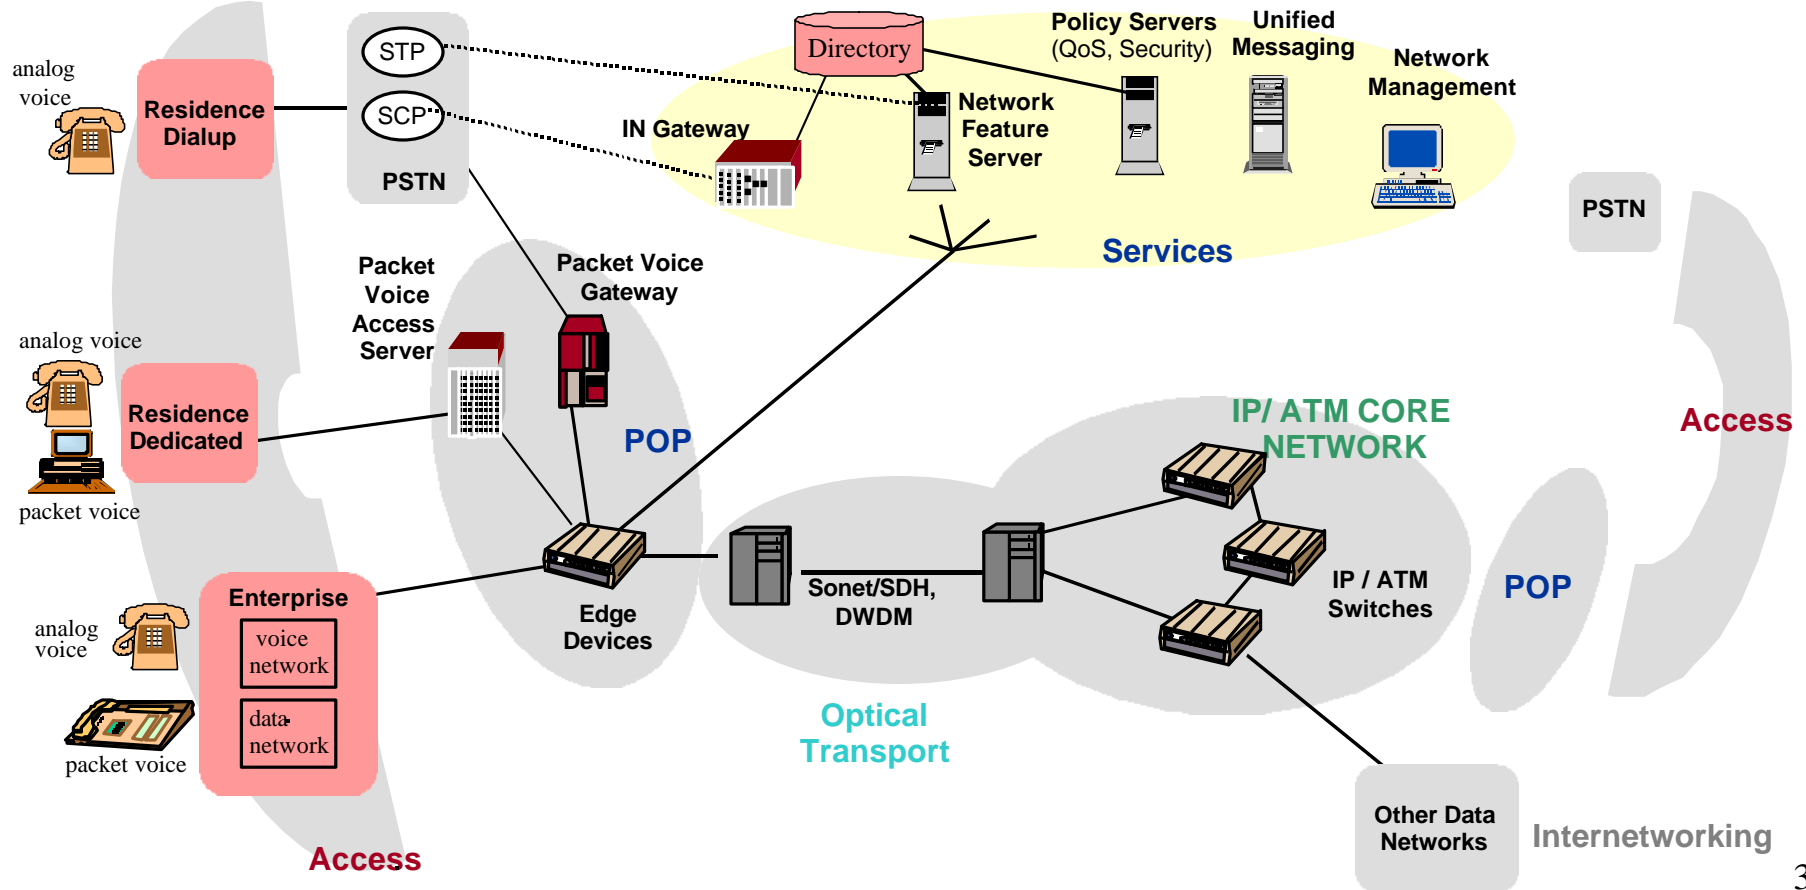 analog
voice
Residence
Dialup
STP
SCP
PSTN
Directory
Policy Servers
(QoS, Security)
Unified
Messaging
Network
Management
IN Gateway
Network
Feature
Server
Services
PSTN
Packet
Voice
Access
Server
Packet Voice
Gateway
analog voice
Residence
Dedicated
packet voice
POP
IP/ ATM CORE
NETWORK
Access
Enterprise
voice
network
data
network
analog
voice
packet voice
Edge
Devices
Sonet/SDH,
DWDM
IP / ATM
Switches
POP
Optical
Transport
Other Data
Networks
Internetworking
Access
3